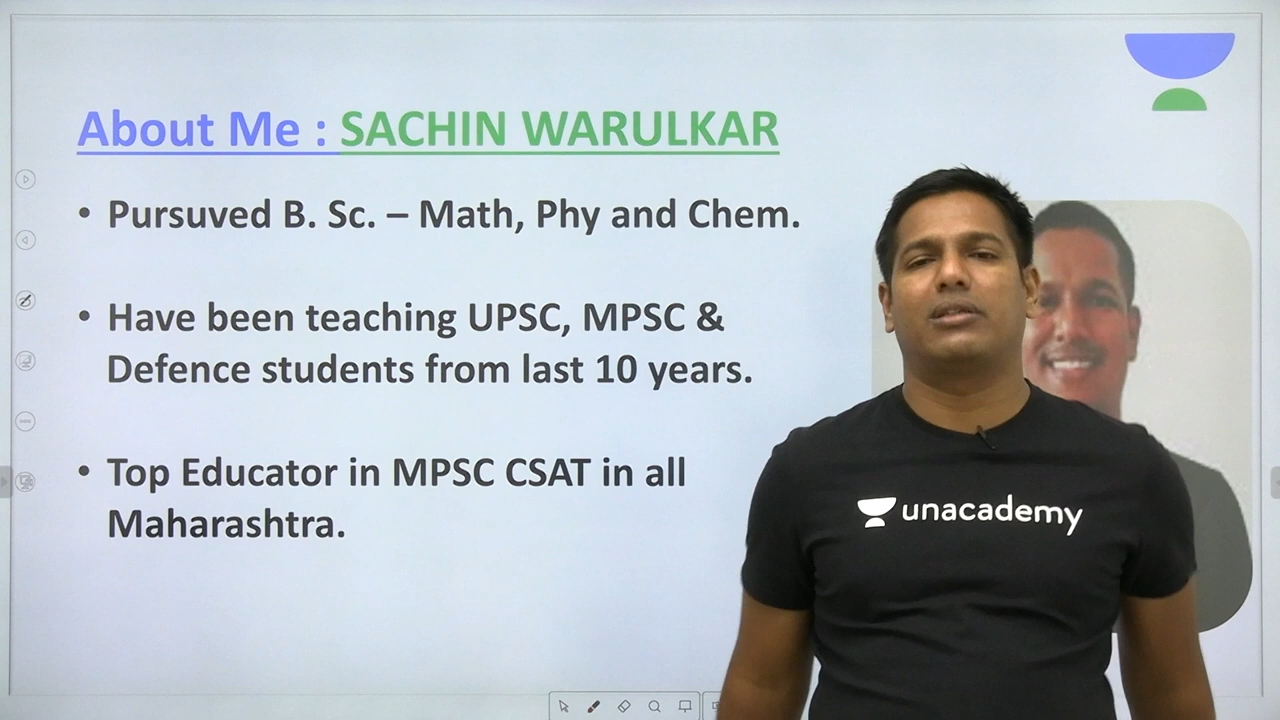 About Me : SACHIN WARULKAR
• Pursuved B. Sc. – Math, Phy and Chem.
• Have been teaching UPSC, MPSC &
Defence students from last 10 years.
• Top Educator in MPSC CSAT in all
Maharashtra.
unacademy